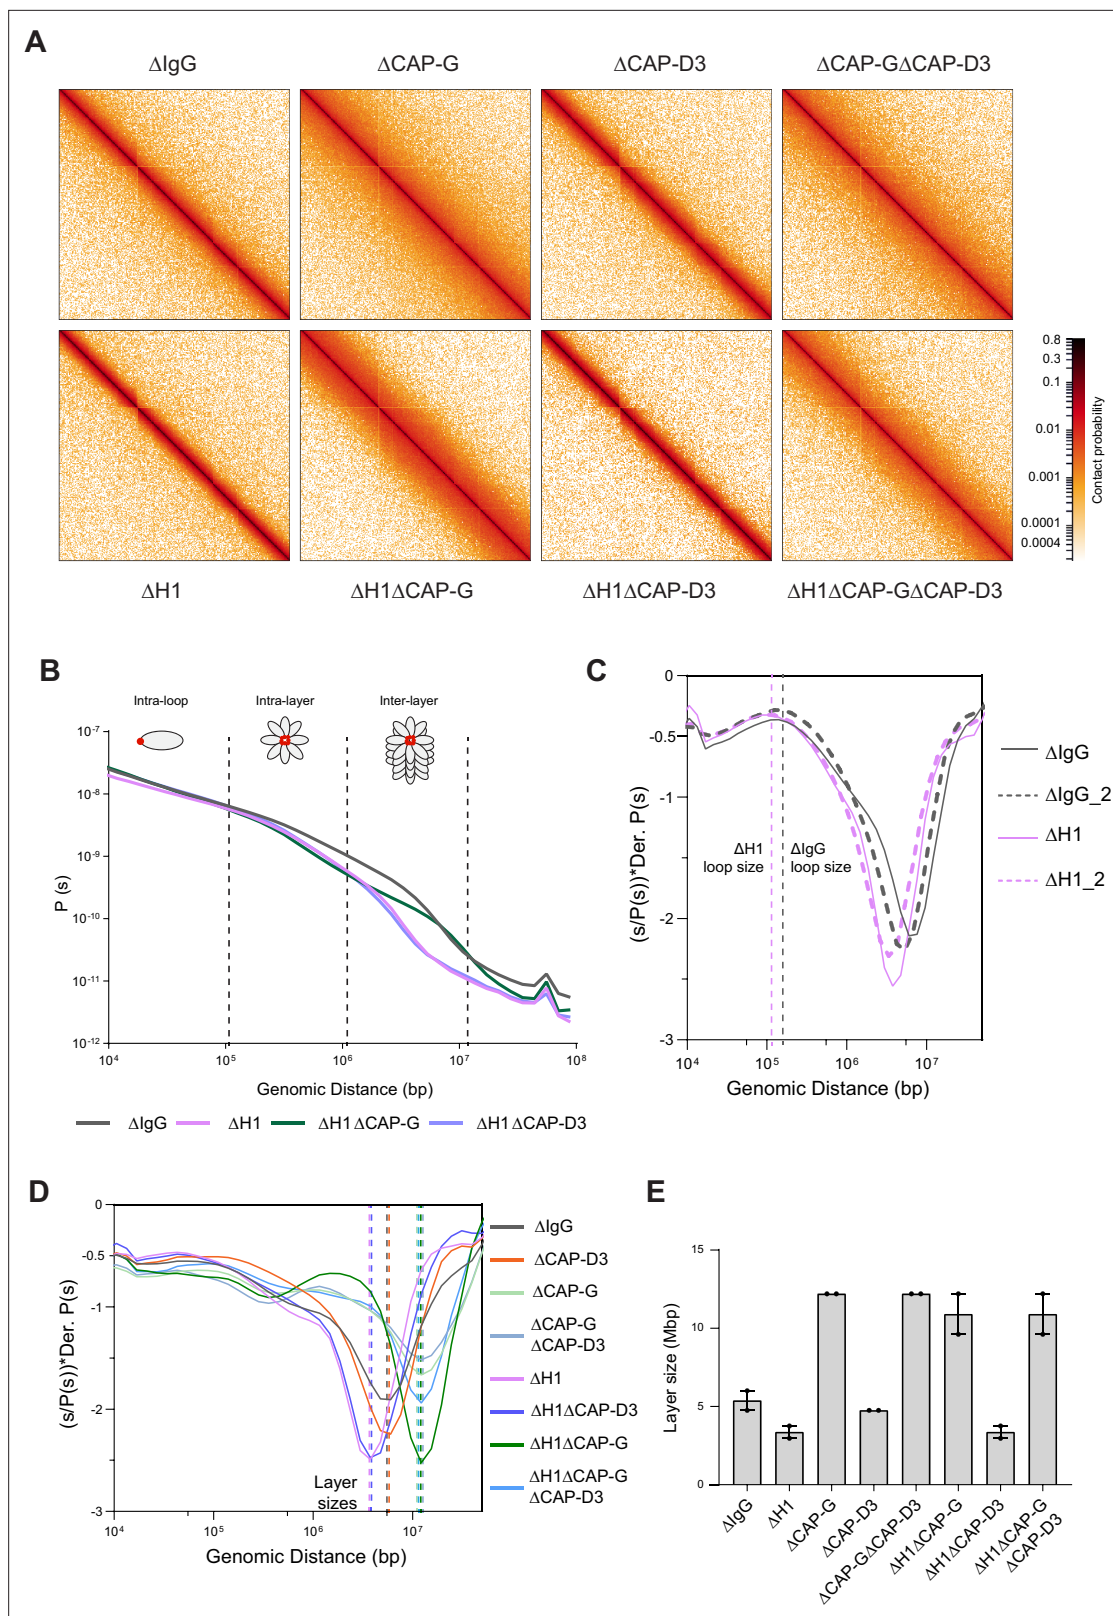 A
ΔIgG ΔCAP-G ΔCAP-D3 ΔCAP-GΔCAP-D3
0.8
0.3
0.1
0.01
0.001
0.0001
0.0004
Contact probability
ΔH1 ΔH1ΔCAP-G ΔH1ΔCAP-D3 ΔH1ΔCAP-GΔCAP-D3
B
Intra-loop Intra-layer Inter-layer
10-7
10-8
10-9
10-10
10-11
10-12
P (s)
104 105 106 107 108
Genomic Distance (bp)
ΔIgG ΔH1 ΔH1ΔCAP-G ΔH1ΔCAP-D3
C
0
-0.5
-1
-2
-3
(s/P(s))*Der. P(s)
ΔH1
loop size
ΔIgG
loop size
104 105 106 107
Genomic Distance (bp)
ΔIgG
ΔIgG_2
ΔH1
ΔH1_2
D
0
-0.5
-1
-2
-3
(s/P(s))*Der. P(s)
Layer
sizes
104 105 106 107
Genomic Distance (bp)
ΔIgG
ΔCAP-D3
ΔCAP-G
ΔCAP-G
ΔCAP-D3
ΔH1
ΔH1ΔCAP-D3
ΔH1ΔCAP-G
ΔH1ΔCAP-G
ΔCAP-D3
E
15
10
5
0
Layer size (Mbp)
ΔIgG
ΔH1
ΔCAP-G
ΔCAP-D3
ΔCAP-GΔCAP-D3
ΔH1ΔCAP-G
ΔH1ΔCAP-D3
ΔH1ΔCAP-G
ΔCAP-D3